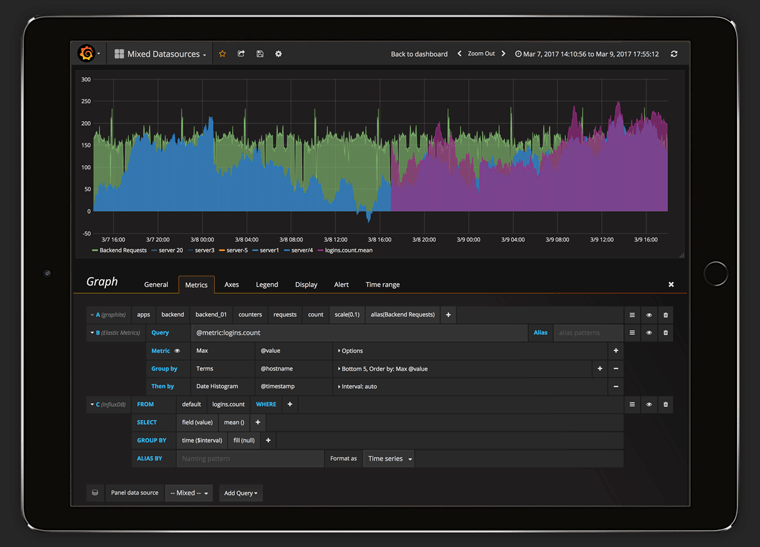 Mixed Datasources Back to dashboard Zoom Out Mar 7, 2017 14:10:56 to Mar 9, 2017 17:55:12
300
250
200
150
100
50
0
-50
3/7 16:00 3/7 20:00 3/8 00:00 3/8 04:00 3/8 08:00 3/8 12:00 3/8 16:00 3/8 20:00 3/9 00:00 3/9 04:00 3/9 08:00 3/9 12:00 3/9 16:00
Backend Requests server 20 server3 server-5 server1 server/4 logins.count.mean
Graph General Metrics Axes Legend Display Alert Time range
A (graphite) apps backend backend_01 counters requests count scale(0.1) alias(Backend Requests) +
B (Elastic Metrics) Query @metric:logins.count Alias alias patterns
Metric Max @value Options +
Group by Terms @hostname Bottom 5, Order by: Max @value + −
Then by Date Histogram @timestamp Interval: auto −
C (InfluxDB) FROM default logins.count WHERE +
SELECT field (value) mean () +
GROUP BY time ($interval) fill (null) +
ALIAS BY Naming pattern Format as Time series
Panel data source -- Mixed -- Add Query